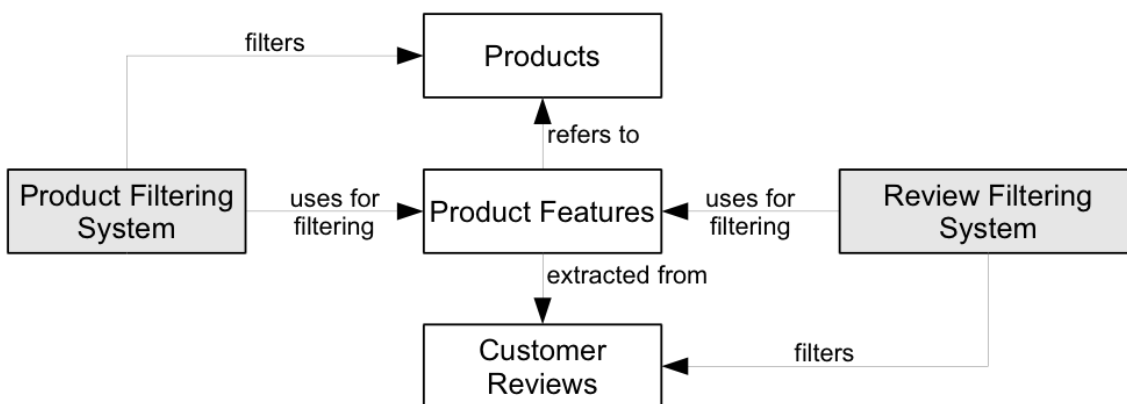 filters
Products
refers to
Product Filtering
System
uses for
filtering
Product Features
uses for
filtering
Review Filtering
System
extracted from
Customer
Reviews
filters